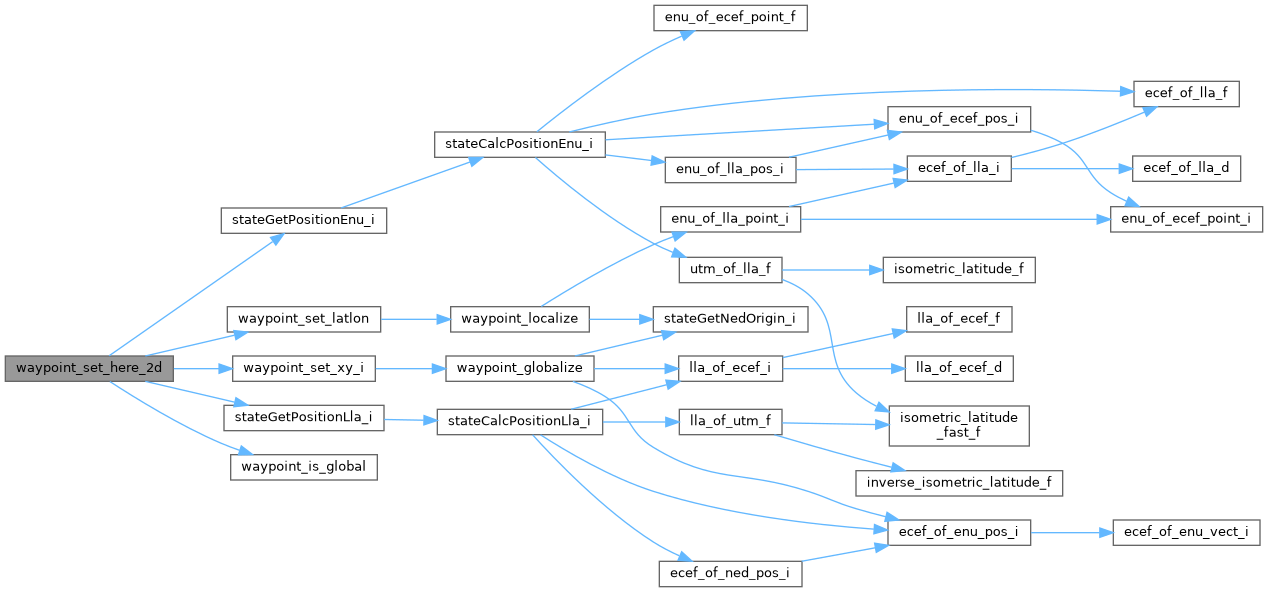 enu_of_ecef_point_f
ecef_of_lla_f
enu_of_ecef_pos_i
stateCalcPositionEnu_i
enu_of_lla_pos_i
ecef_of_lla_i
ecef_of_lla_d
stateGetPositionEnu_i
enu_of_lla_point_i
enu_of_ecef_point_i
utm_of_lla_f
isometric_latitude_f
waypoint_set_latlon
waypoint_localize
stateGetNedOrigin_i
lla_of_ecef_f
waypoint_set_here_2d
waypoint_set_xy_i
waypoint_globalize
lla_of_ecef_i
lla_of_ecef_d
stateGetPositionLla_i
stateCalcPositionLla_i
lla_of_utm_f
isometric_latitude
_fast_f
waypoint_is_global
inverse_isometric_latitude_f
ecef_of_enu_pos_i
ecef_of_enu_vect_i
ecef_of_ned_pos_i